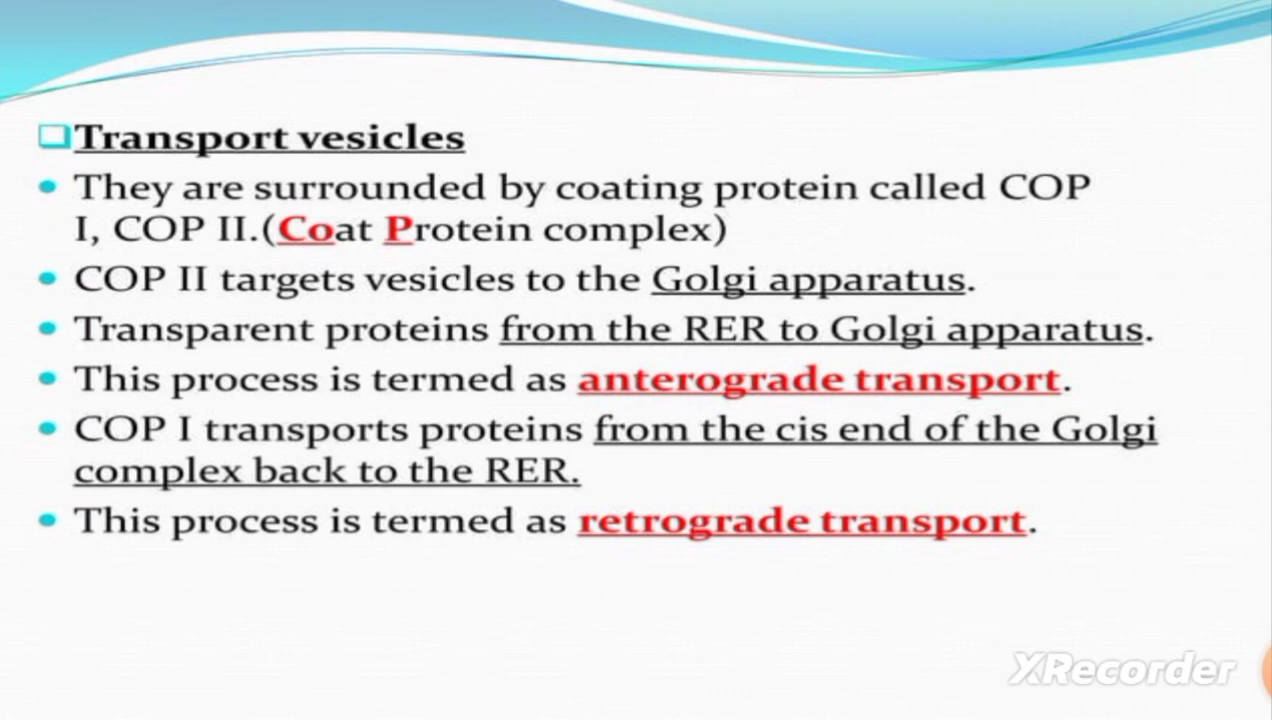 Transport vesicles
They are surrounded by coating protein called COP
I, COP II.(Coat Protein complex)
COP II targets vesicles to the Golgi apparatus.
Transparent proteins from the RER to Golgi apparatus.
This process is termed as anterograde transport.
COP I transports proteins from the cis end of the Golgi
complex back to the RER.
This process is termed as retrograde transport.
XRecorder